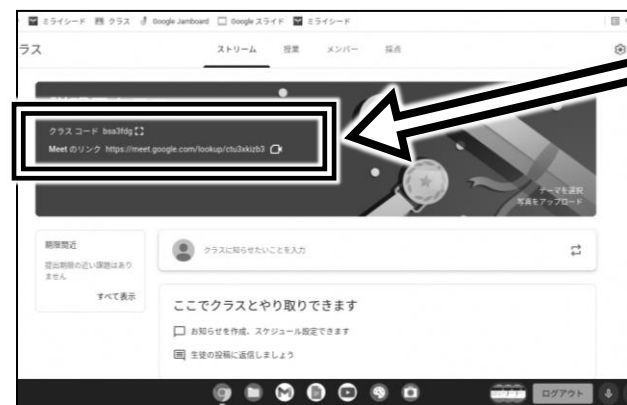 ミライシード クラス Google Jamboard Google スライド ミライシード
クラス
ストリーム 授業 メンバー 採点
クラス コード bsa3fdg
Meet のリンク https://meet.google.com/lookup/ctu3xkizb3
テーマを選択
写真をアップロード
期限間近
提出期限の近い課題はあり
ません
すべて表示
クラスに知らせたいことを入力
ここでクラスとやり取りできます
お知らせを作成、スケジュール設定できます
生徒の投稿に返信しましょう
ログアウト